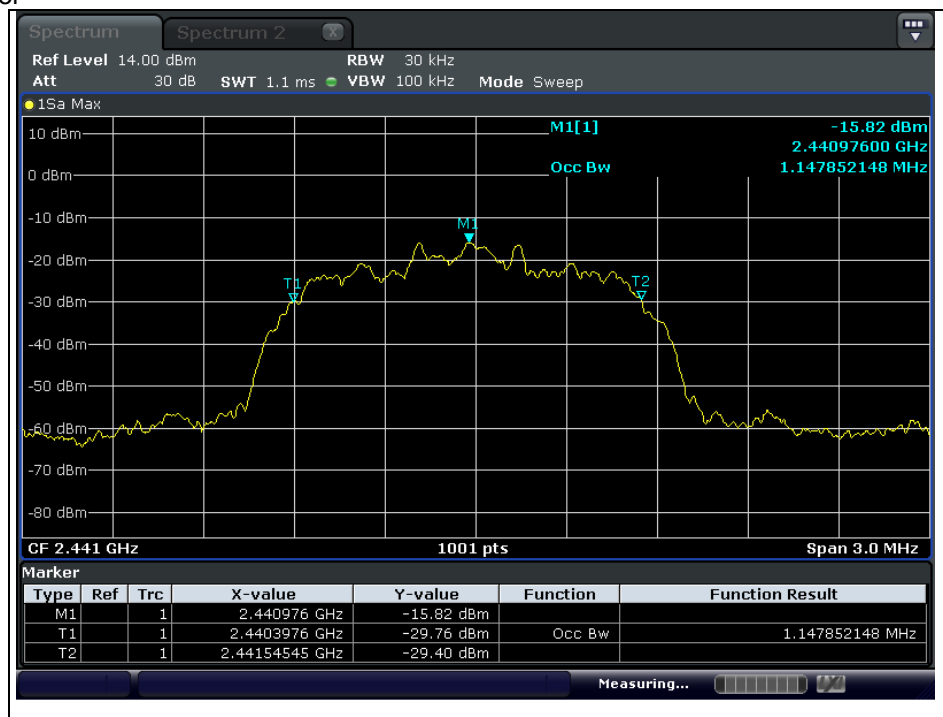 Spectrum Spectrum 2 X
Ref Level 14.00 dBm RBW 30 kHz
Att 30 dB SWT 1.1 ms VBW 100 kHz Mode Sweep
1Sa Max
10 dBm M1[1] -15.82 dBm
2.44097600 GHz
0 dBm Occ Bw 1.147852148 MHz
-10 dBm
M1
-20 dBm
T1 T2
-30 dBm
-40 dBm
-50 dBm
-60 dBm
-70 dBm
-80 dBm
CF 2.441 GHz 1001 pts Span 3.0 MHz
Marker
Type Ref Trc X-value Y-value Function Function Result
M1 1 2.440976 GHz -15.82 dBm
T1 1 2.4403976 GHz -29.76 dBm Occ Bw 1.147852148 MHz
T2 1 2.44154545 GHz -29.40 dBm
Measuring...